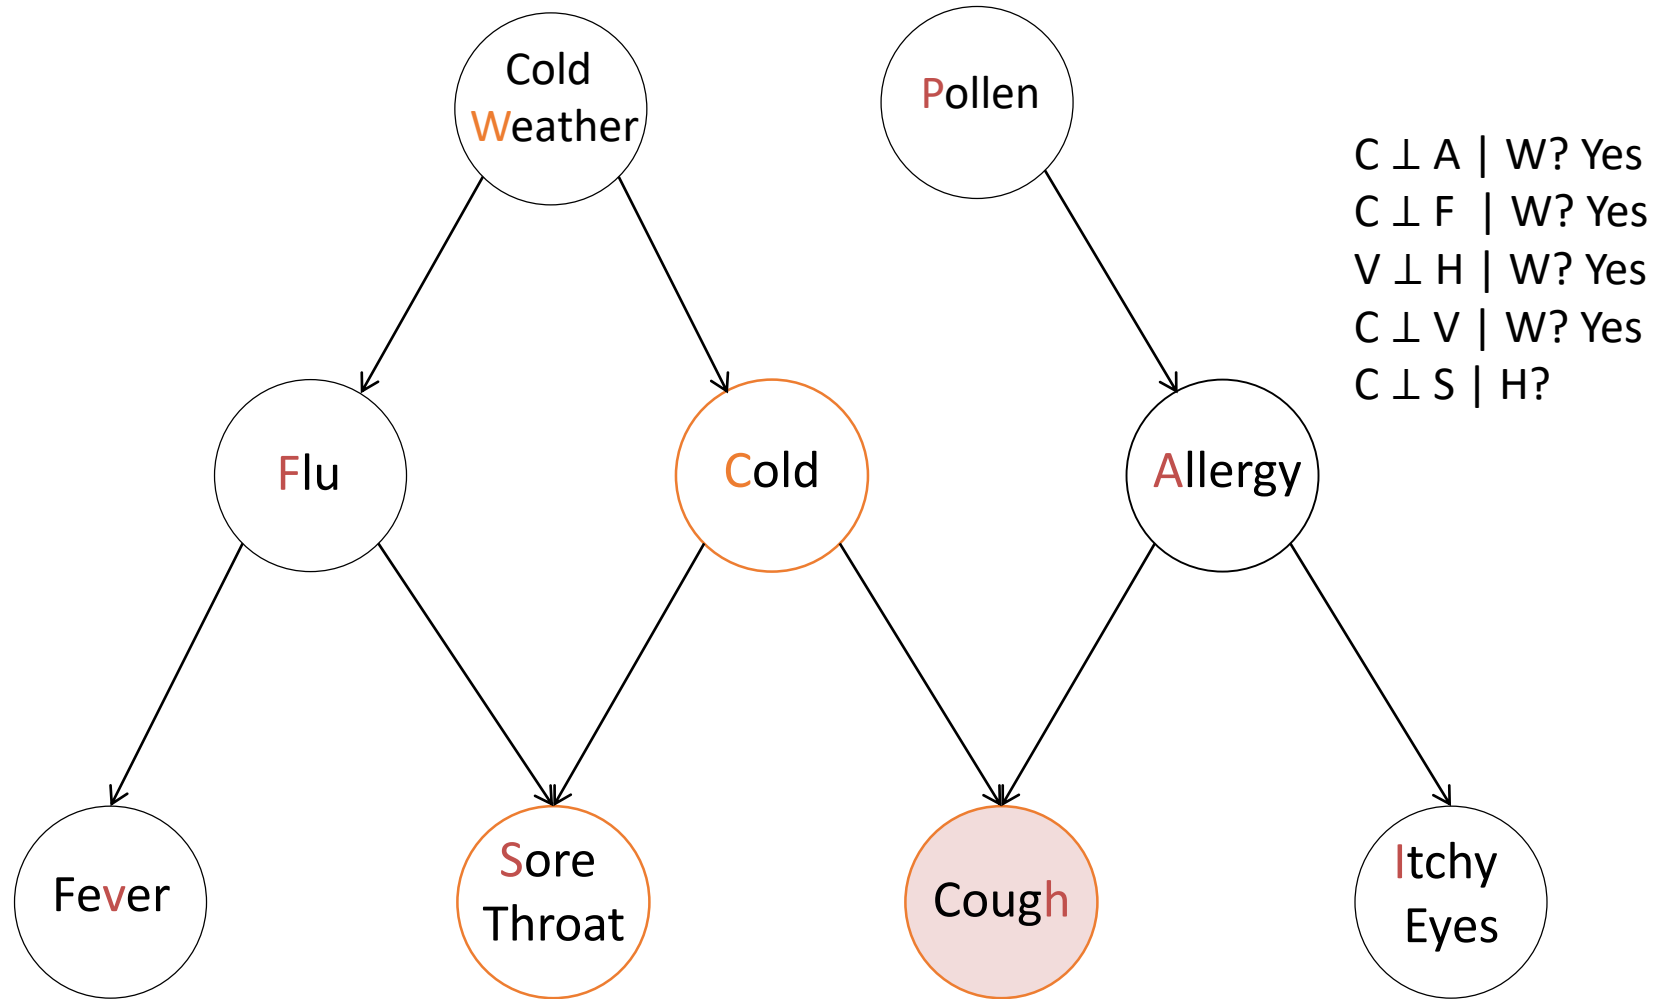 Cold
Weather
Pollen
C ⊥ A | W? Yes
C ⊥ F | W? Yes
V ⊥ H | W? Yes
C ⊥ V | W? Yes
C ⊥ S | H?
Flu
Cold
Allergy
Fever
Sore
Throat
Cough
Itchy
Eyes